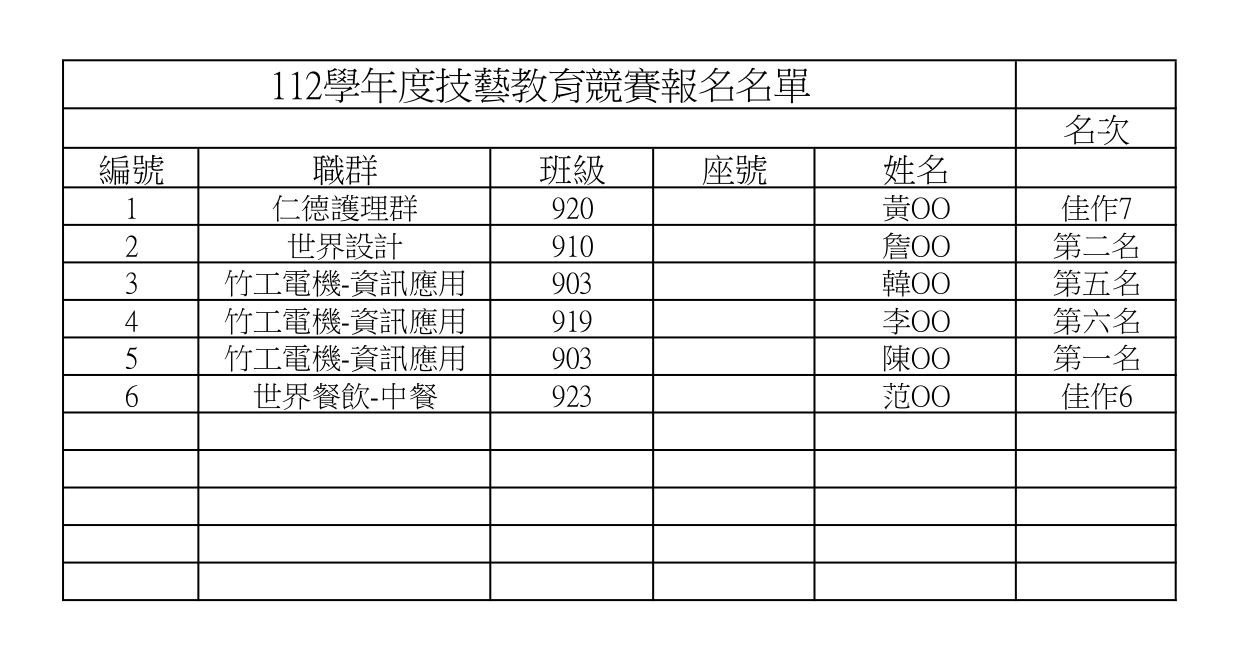 112學年度技藝教育競賽報名名單
名次
編號 職群 班級 座號 姓名
1 仁德護理群 920 黃OO 佳作7
2 世界設計 910 詹OO 第二名
3 竹工電機-資訊應用 903 韓OO 第五名
4 竹工電機-資訊應用 919 李OO 第六名
5 竹工電機-資訊應用 903 陳OO 第一名
6 世界餐飲-中餐 923 范OO 佳作6